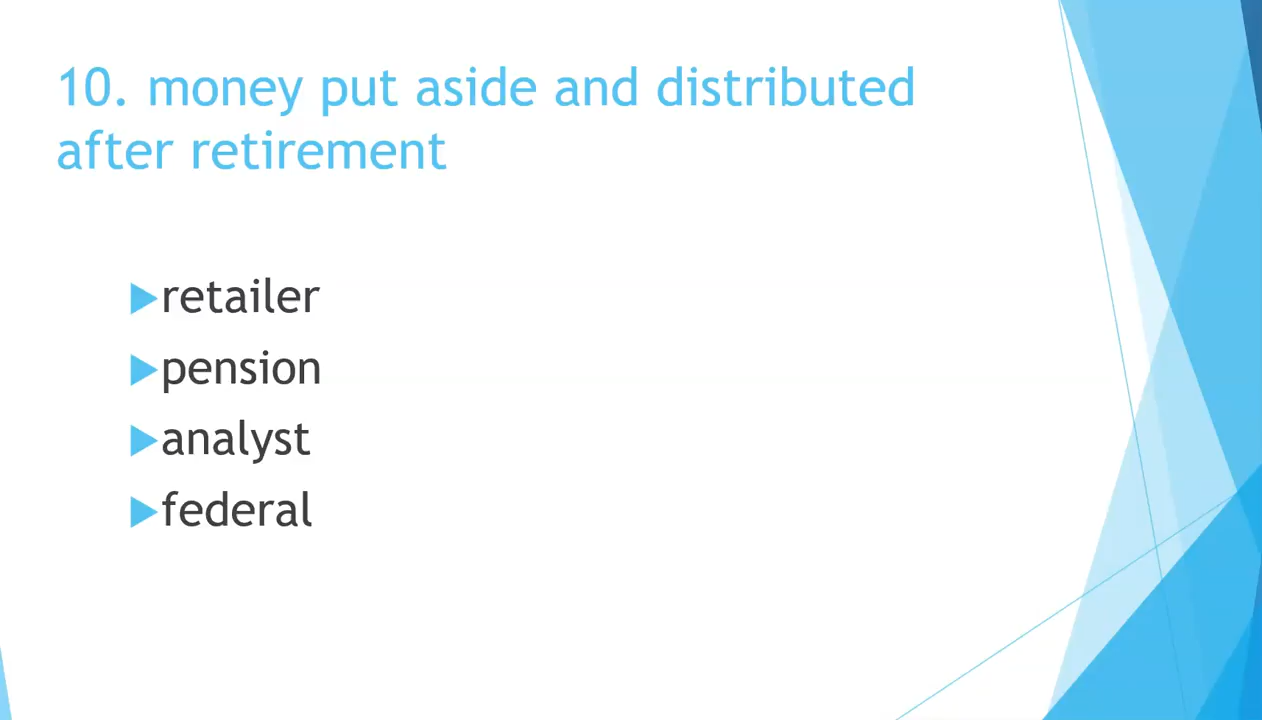 10. money put aside and distributed
after retirement
retailer
pension
analyst
federal